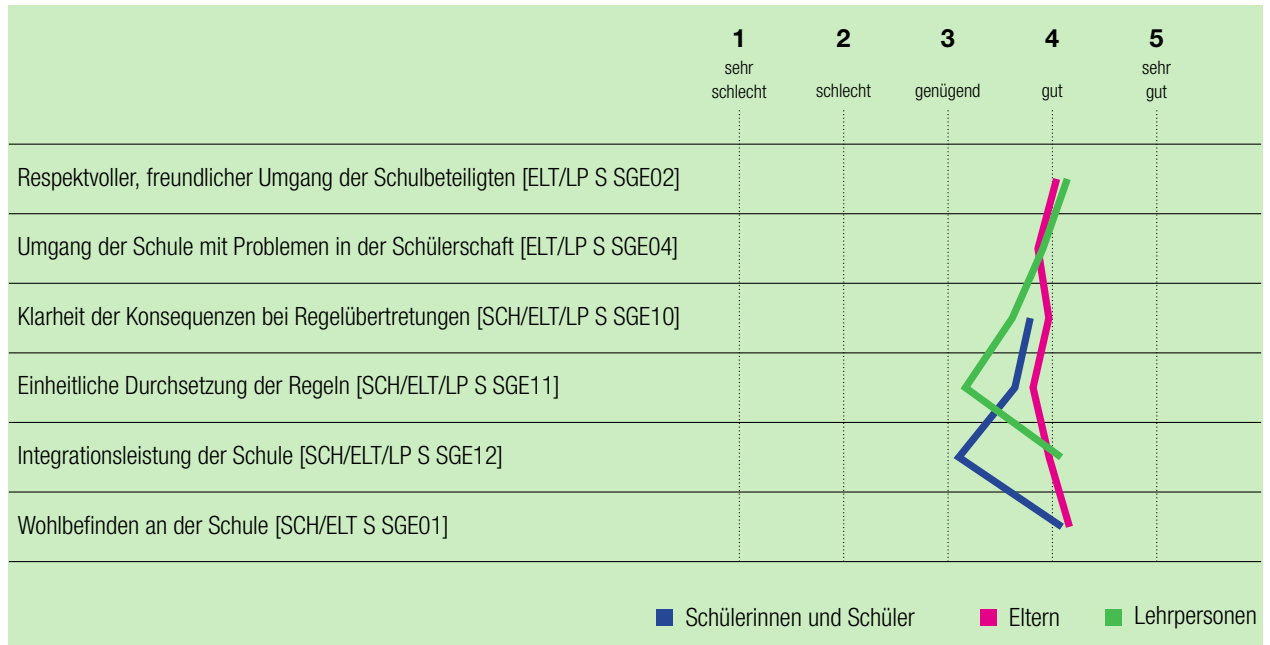 1 2 3 4 5
sehr schlecht schlecht genügend gut sehr gut
Respektvoller, freundlicher Umgang der Schulbeteiligten [ELT/LP S SGE02]
Umgang der Schule mit Problemen in der Schülerschaft [ELT/LP S SGE04]
Klarheit der Konsequenzen bei Regelübertretungen [SCH/ELT/LP S SGE10]
Einheitliche Durchsetzung der Regeln [SCH/ELT/LP S SGE11]
Integrationsleistung der Schule [SCH/ELT/LP S SGE12]
Wohlbefinden an der Schule [SCH/ELT S SGE01]
Schülerinnen und Schüler Eltern Lehrpersonen